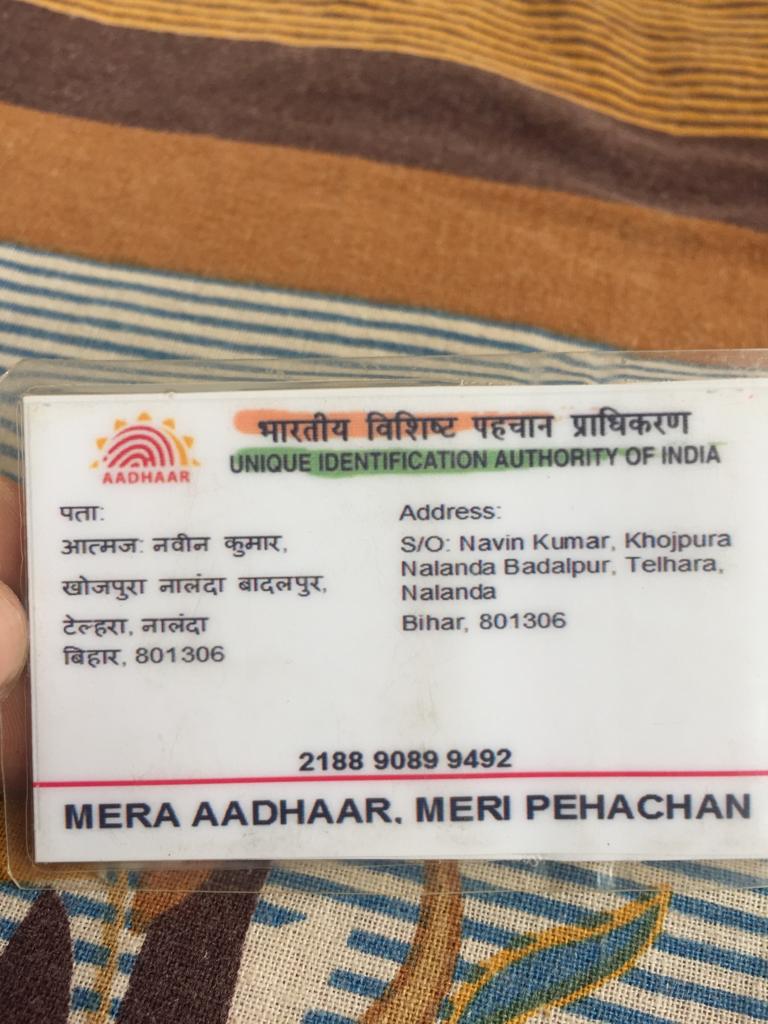 भारतीय विशिष्ट पहचान प्राधिकरण
UNIQUE IDENTIFICATION AUTHORITY OF INDIA
AADHAAR
पता:
आत्मज: नवीन कुमार,
खोजपुरा नालंदा बादलपुर,
टेल्हरा, नालंदा
बिहार, 801306
Address:
S/O: Navin Kumar, Khojpura
Nalanda Badalpur, Telhara,
Nalanda
Bihar, 801306
2188 9089 9492
MERA AADHAAR. MERI PEHACHAN